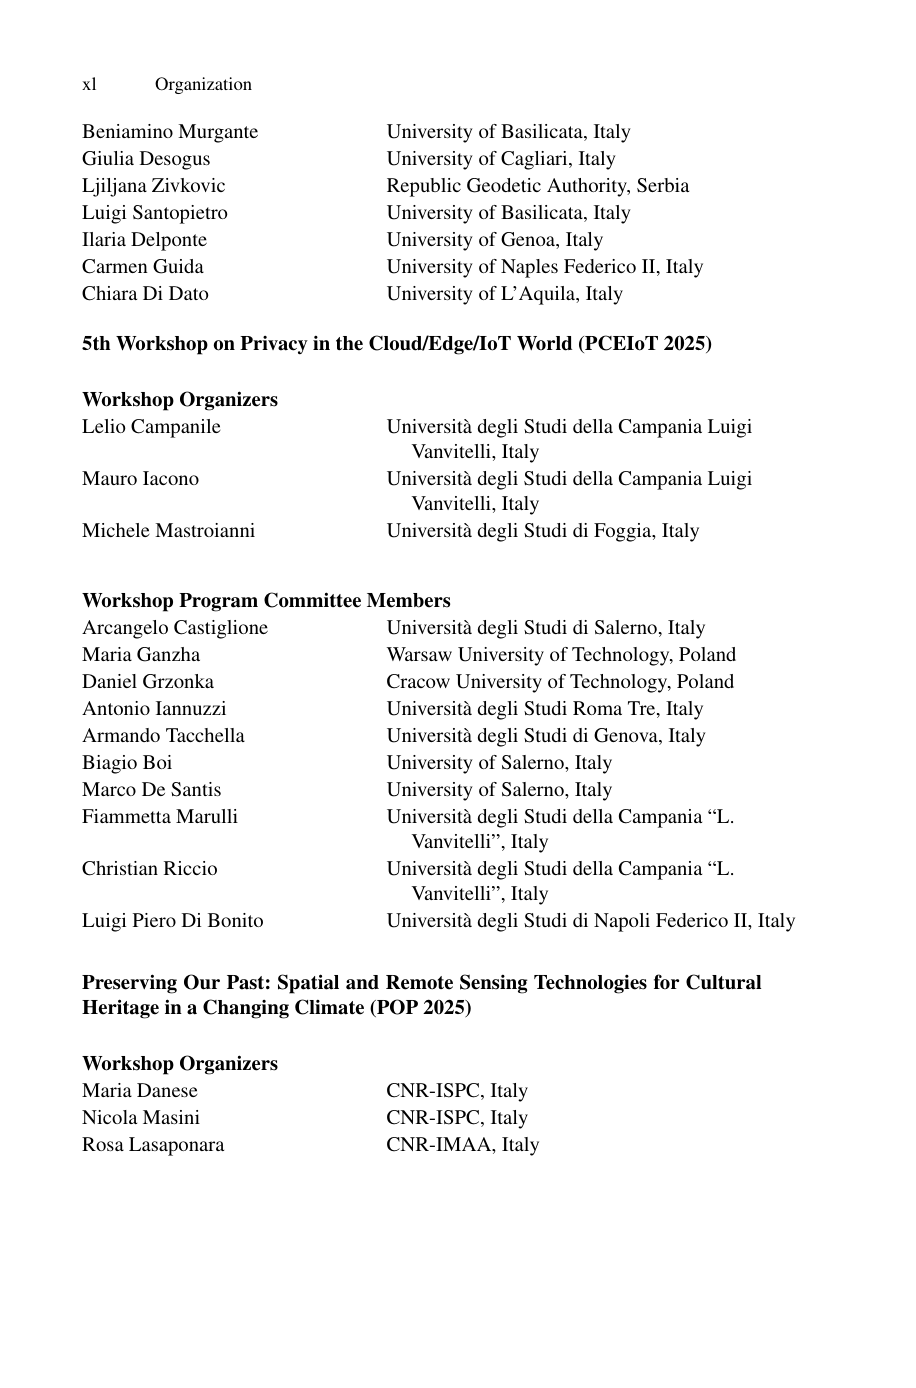 xl Organization
Beniamino Murgante University of Basilicata, Italy
Giulia Desogus University of Cagliari, Italy
Ljiljana Zivkovic Republic Geodetic Authority, Serbia
Luigi Santopietro University of Basilicata, Italy
Ilaria Delponte University of Genoa, Italy
Carmen Guida University of Naples Federico II, Italy
Chiara Di Dato University of L’Aquila, Italy
5th Workshop on Privacy in the Cloud/Edge/IoT World (PCEIoT 2025)
Workshop Organizers
Lelio Campanile Università degli Studi della Campania Luigi
Vanvitelli, Italy
Mauro Iacono Università degli Studi della Campania Luigi
Vanvitelli, Italy
Michele Mastroianni Università degli Studi di Foggia, Italy
Workshop Program Committee Members
Arcangelo Castiglione Università degli Studi di Salerno, Italy
Maria Ganzha Warsaw University of Technology, Poland
Daniel Grzonka Cracow University of Technology, Poland
Antonio Iannuzzi Università degli Studi Roma Tre, Italy
Armando Tacchella Università degli Studi di Genova, Italy
Biagio Boi University of Salerno, Italy
Marco De Santis University of Salerno, Italy
Fiammetta Marulli Università degli Studi della Campania “L.
Vanvitelli”, Italy
Christian Riccio Università degli Studi della Campania “L.
Vanvitelli”, Italy
Luigi Piero Di Bonito Università degli Studi di Napoli Federico II, Italy
Preserving Our Past: Spatial and Remote Sensing Technologies for Cultural
Heritage in a Changing Climate (POP 2025)
Workshop Organizers
Maria Danese CNR-ISPC, Italy
Nicola Masini CNR-ISPC, Italy
Rosa Lasaponara CNR-IMAA, Italy